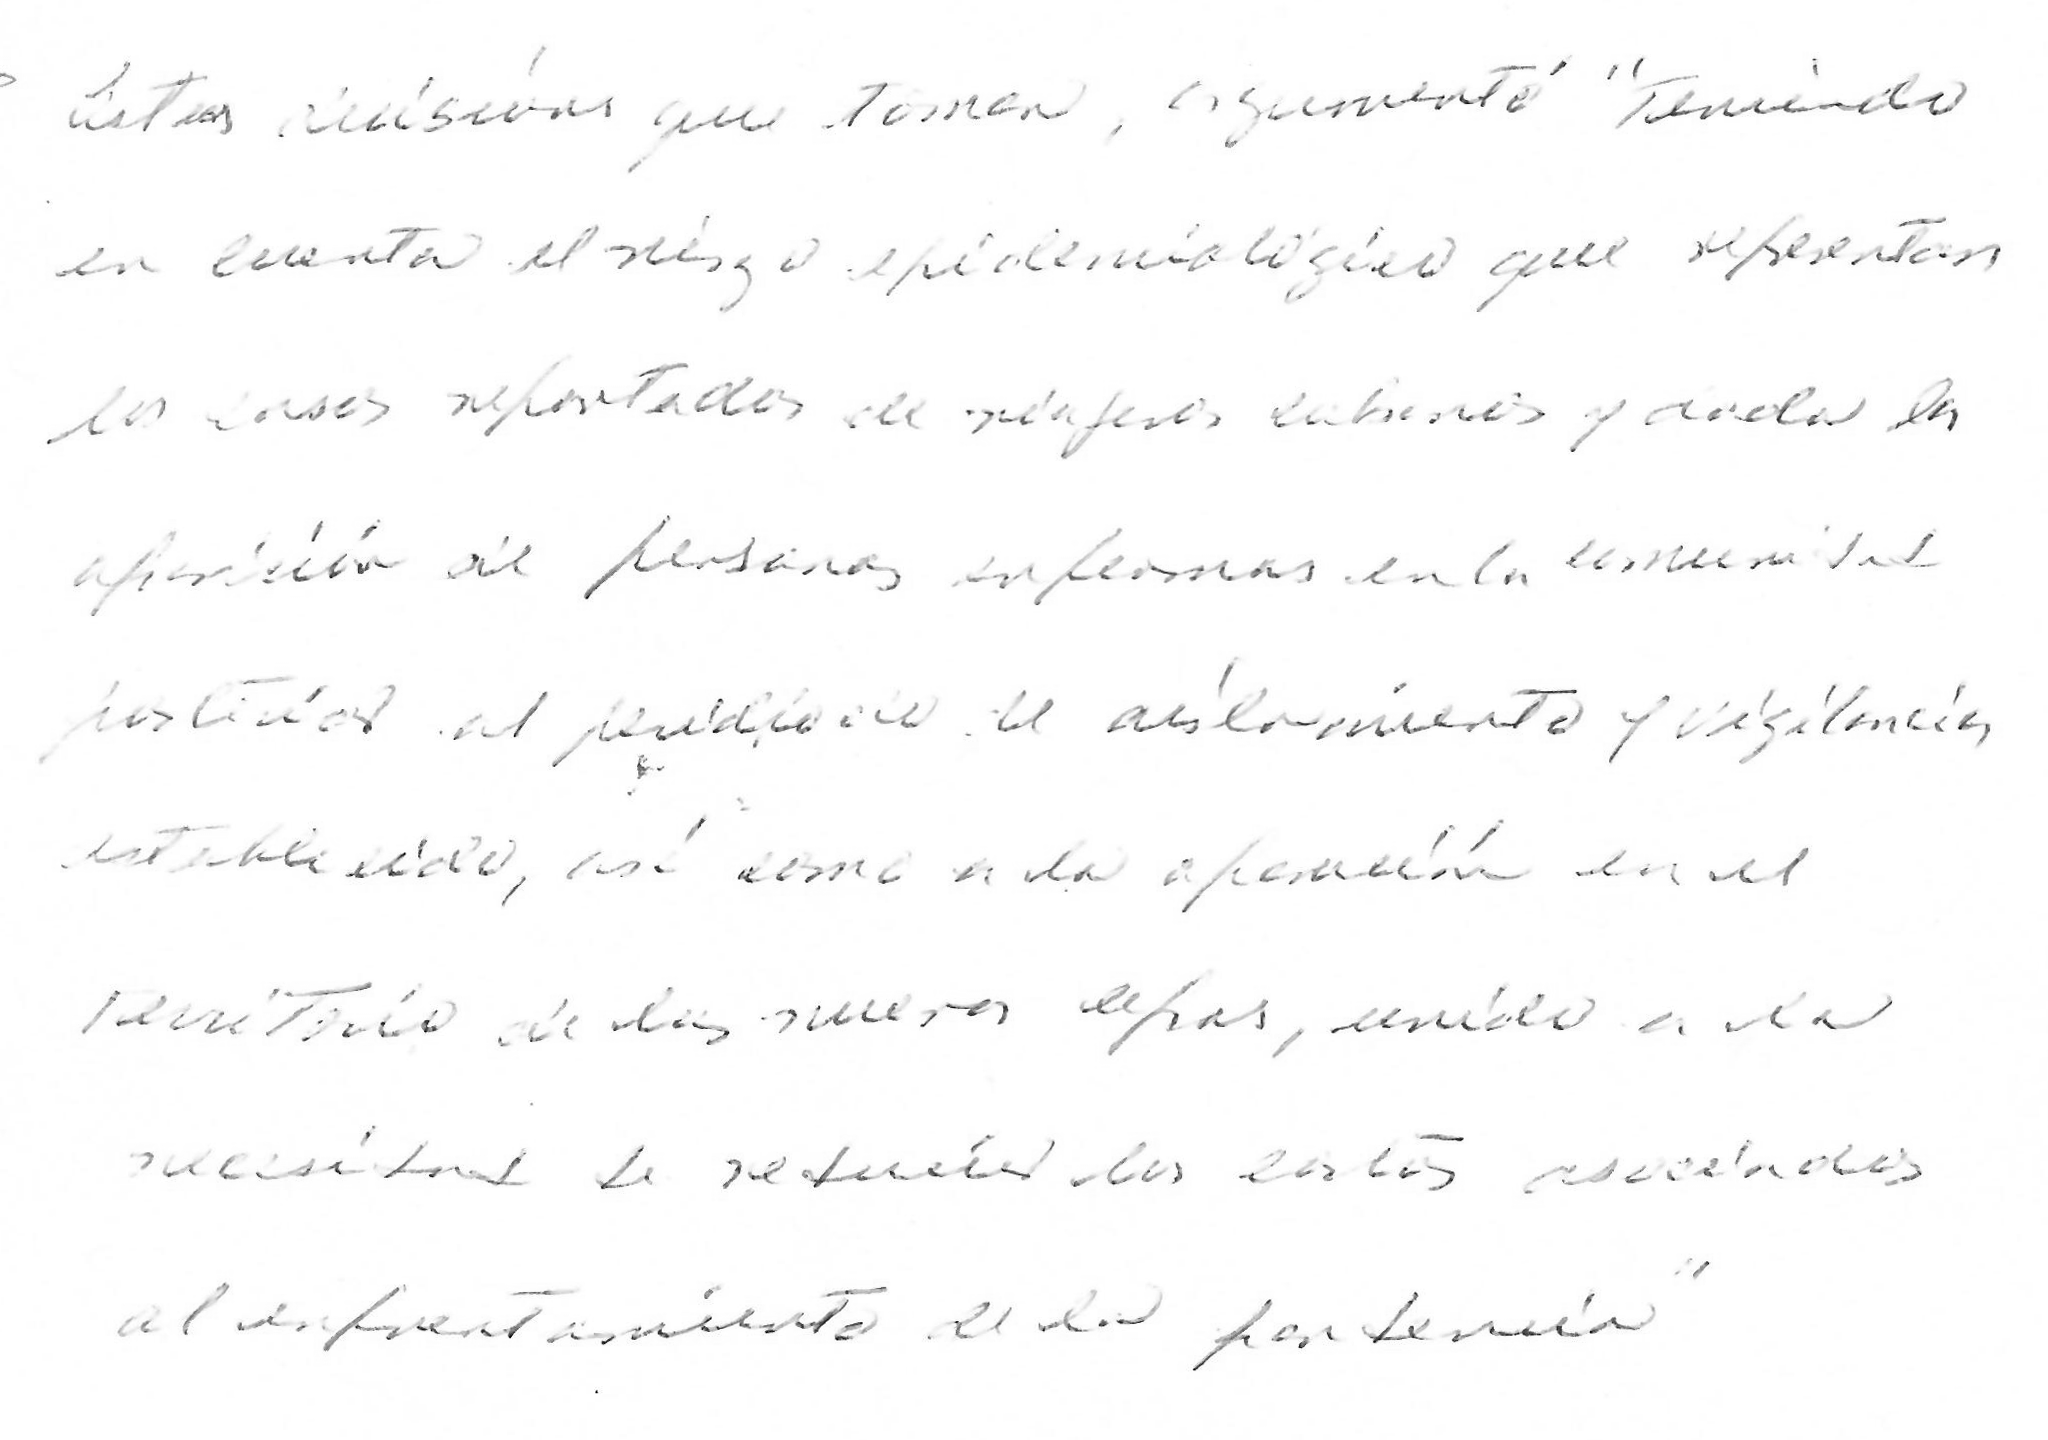 estas decisiones que toman, argumentó "Teniendo
en cuenta el riesgo epidemiológico que representan
los casos reportados de viajeros cubanos y dada la
aparición de personas enfermas en la comunidad
posterior al período de aislamiento y vigilancia
establecido, así como a la aparición en el
territorio de las nuevas cepas, unido a la
necesidad de reducir los costos asociados
al enfrentamiento de la pandemia"